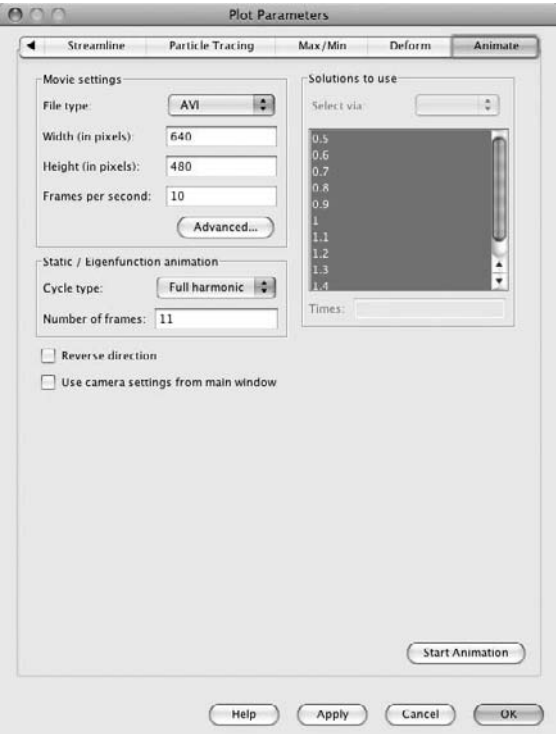 Plot Parameters
Streamline Particle Tracing Max/Min Deform Animate
Movie settings
File type: AVI
Width (in pixels): 640
Height (in pixels): 480
Frames per second: 10
Advanced...
Static / Eigenfunction animation
Cycle type: Full harmonic
Number of frames: 11
Reverse direction
Use camera settings from main window
Solutions to use
Select via:
0.5
0.6
0.7
0.8
0.9
1
1.1
1.2
1.3
1.4
Times:
Start Animation
Help Apply Cancel OK